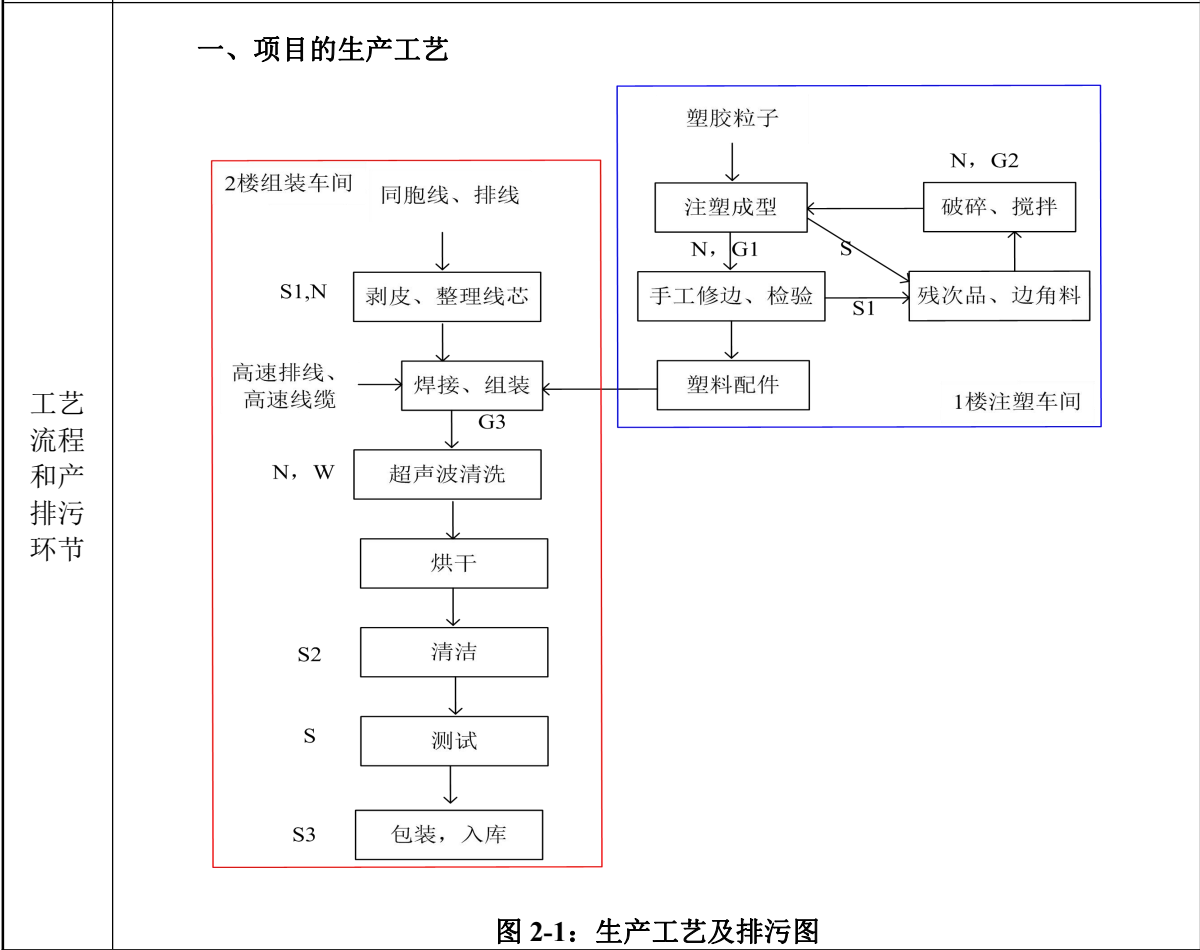 工艺
流程
和产
排污
环节
一、项目的生产工艺
2楼组装车间
同胞线、排线
S1,N
剥皮、整理线芯
高速排线、
高速线缆
焊接、组装
G3
N，W
超声波清洗
烘干
S2
清洁
S
测试
S3
包装，入库
塑胶粒子
注塑成型
N，G1
S
N，G2
破碎、搅拌
手工修边、检验
S1
残次品、边角料
塑料配件
1楼注塑车间
图 2-1：生产工艺及排污图